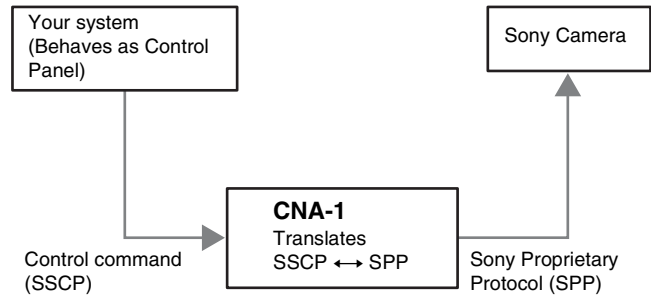 Your system
(Behaves as Control
Panel)
Sony Camera
CNA-1
Translates
SSCP ↔ SPP
Control command
(SSCP)
Sony Proprietary
Protocol (SPP)